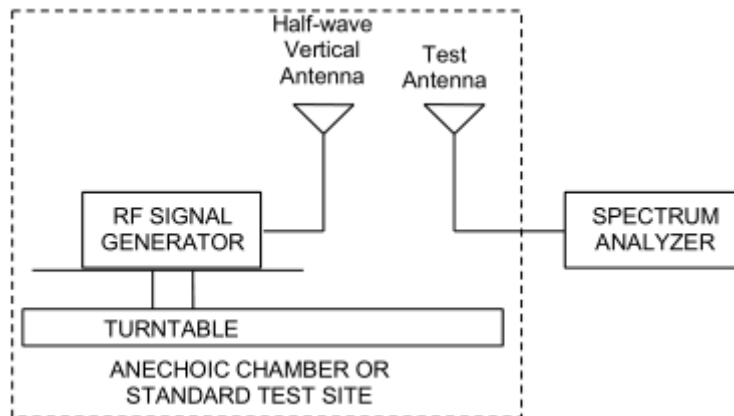 Half-wave
Vertical
Antenna
Test
Antenna
RF SIGNAL
GENERATOR
SPECTRUM
ANALYZER
TURNTABLE
ANECHOIC CHAMBER OR
STANDARD TEST SITE